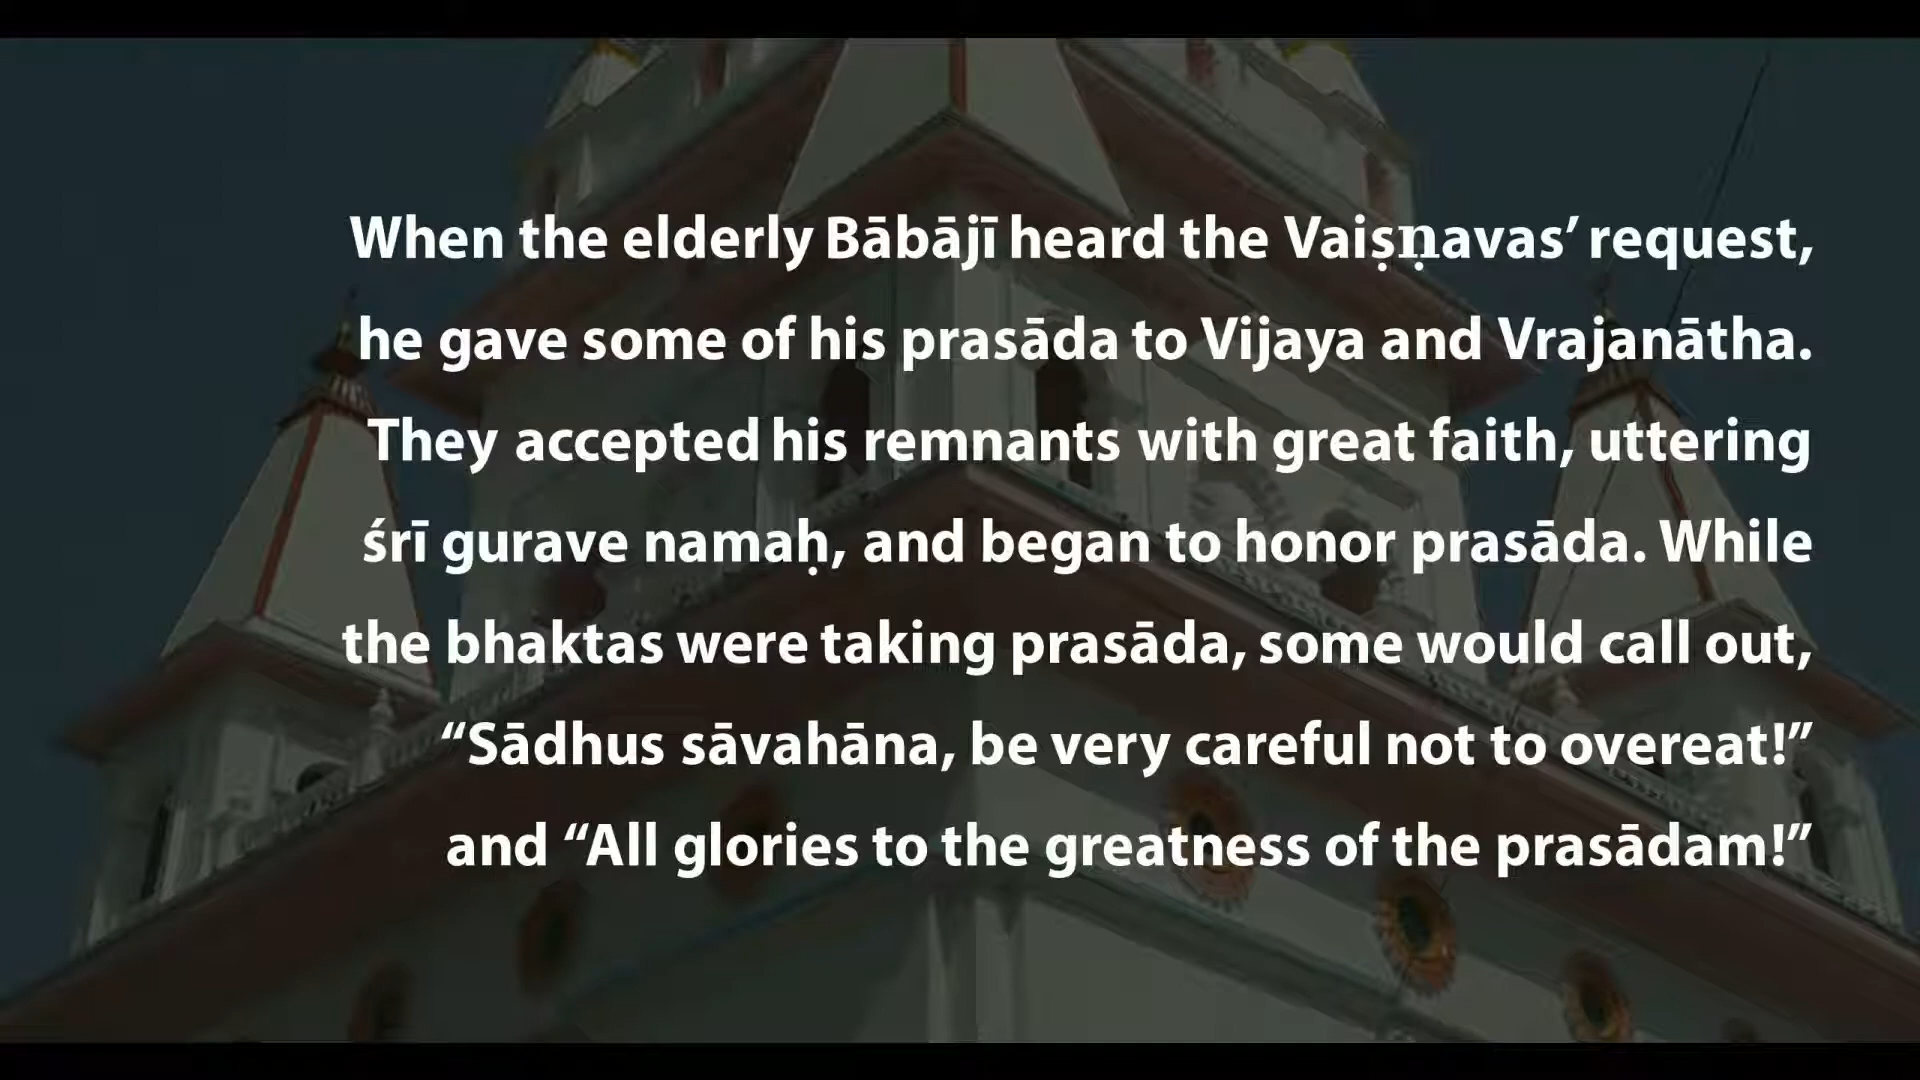 When the elderly Bābājī heard the Vaiṣṇavas’ request,
he gave some of his prasāda to Vijaya and Vrajanātha.
They accepted his remnants with great faith, uttering
śrī gurave namaḥ, and began to honor prasāda. While
the bhaktas were taking prasāda, some would call out,
“Sādhus sāvahāna, be very careful not to overeat!”
and “All glories to the greatness of the prasādam!”